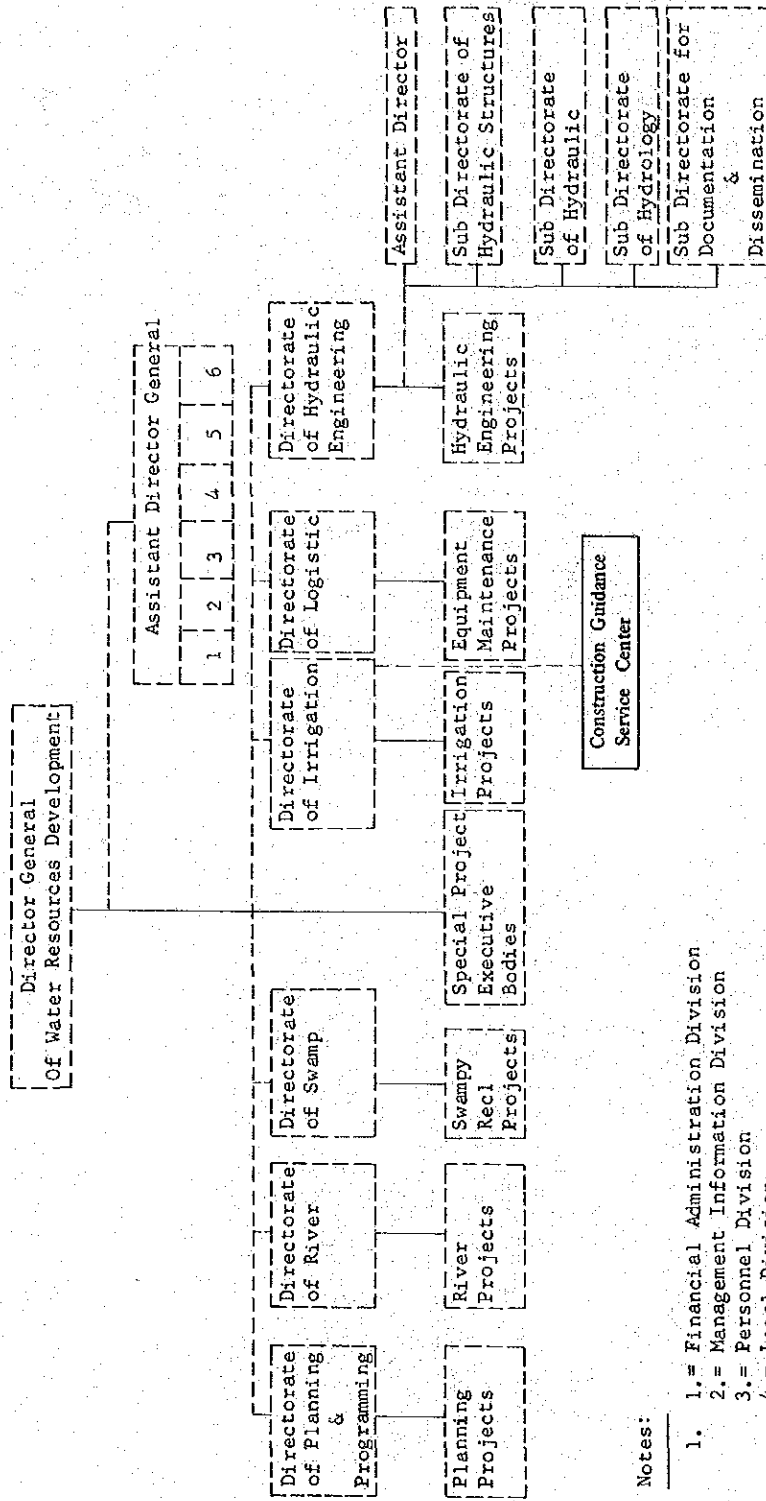 Director General
Of Water Resources Development
Assistant Director General
1 2 3 4 5 6
Directorate
of Planning
&
Programming
Directorate
of River
Directorate
of Swamp
Directorate
of Irrigation
Directorate
of Logistic
Directorate
of Hydraulic
Engineering
Planning
Projects
River
Projects
Swampy
Recl
Projects
Special Project
Executive
Bodies
Irrigation
Projects
Equipment
Maintenance
Projects
Hydraulic
Engineering
Projects
Assistant Director
Sub Directorate of
Hydraulic Structures
Sub Directorate
of Hydraulic
Sub Directorate
of Hydrology
Sub Directorate for
Documentation
&
Dissemination
Construction Guidance
Service Center
Notes:
1. 1.= Financial Administration Division
2.= Management Information Division
3.= Personnel Division